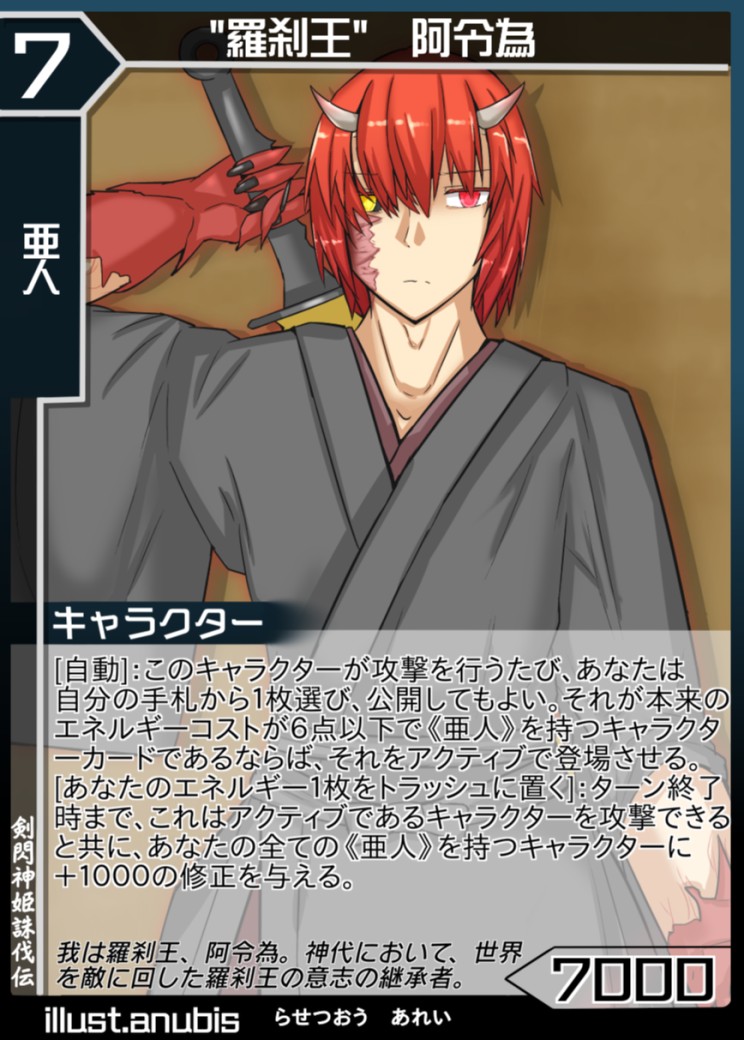 7
"羅刹王" 阿令為
亜人
キャラクター
[自動]:このキャラクターが攻撃を行うたび、あなたは
自分の手札から1枚選び、公開してもよい。それが本来の
エネルギーコストが6点以下で《亜人》を持つキャラクタ
ーカードであるならば、それをアクティブで登場させる。
[あなたのエネルギー1枚をトラッシュに置く]:ターン終了
時まで、これはアクティブであるキャラクターを攻撃できる
と共に、あなたの全ての《亜人》を持つキャラクターに
+1000の修正を与える。
剣閃神姫誅伐伝
我は羅刹王、阿令為。神代において、世界
を敵に回した羅刹王の意志の継承者。
7000
illust.anubis らせつおう あれい